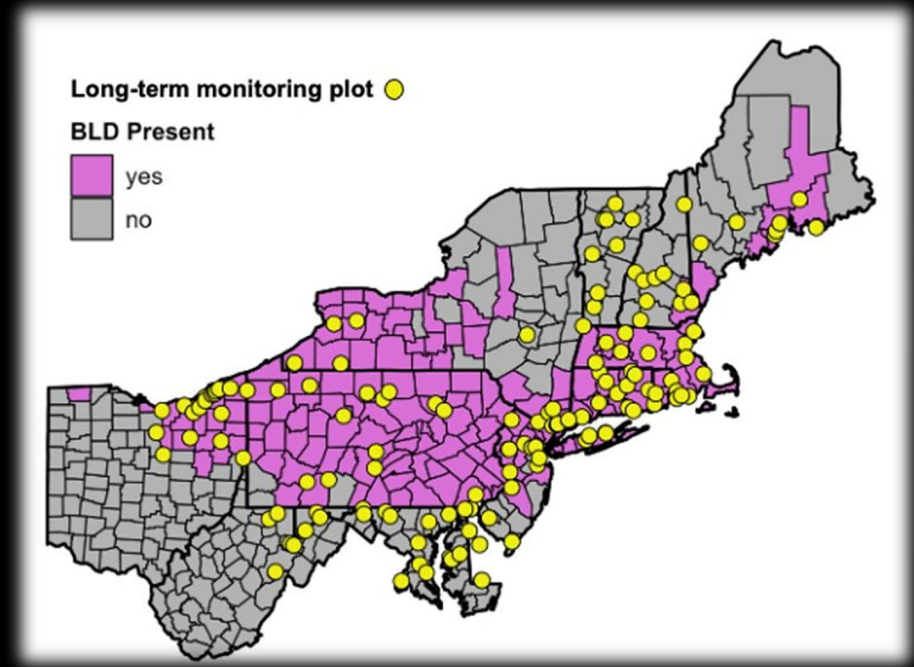 Long-term monitoring plot
BLD Present
yes
no